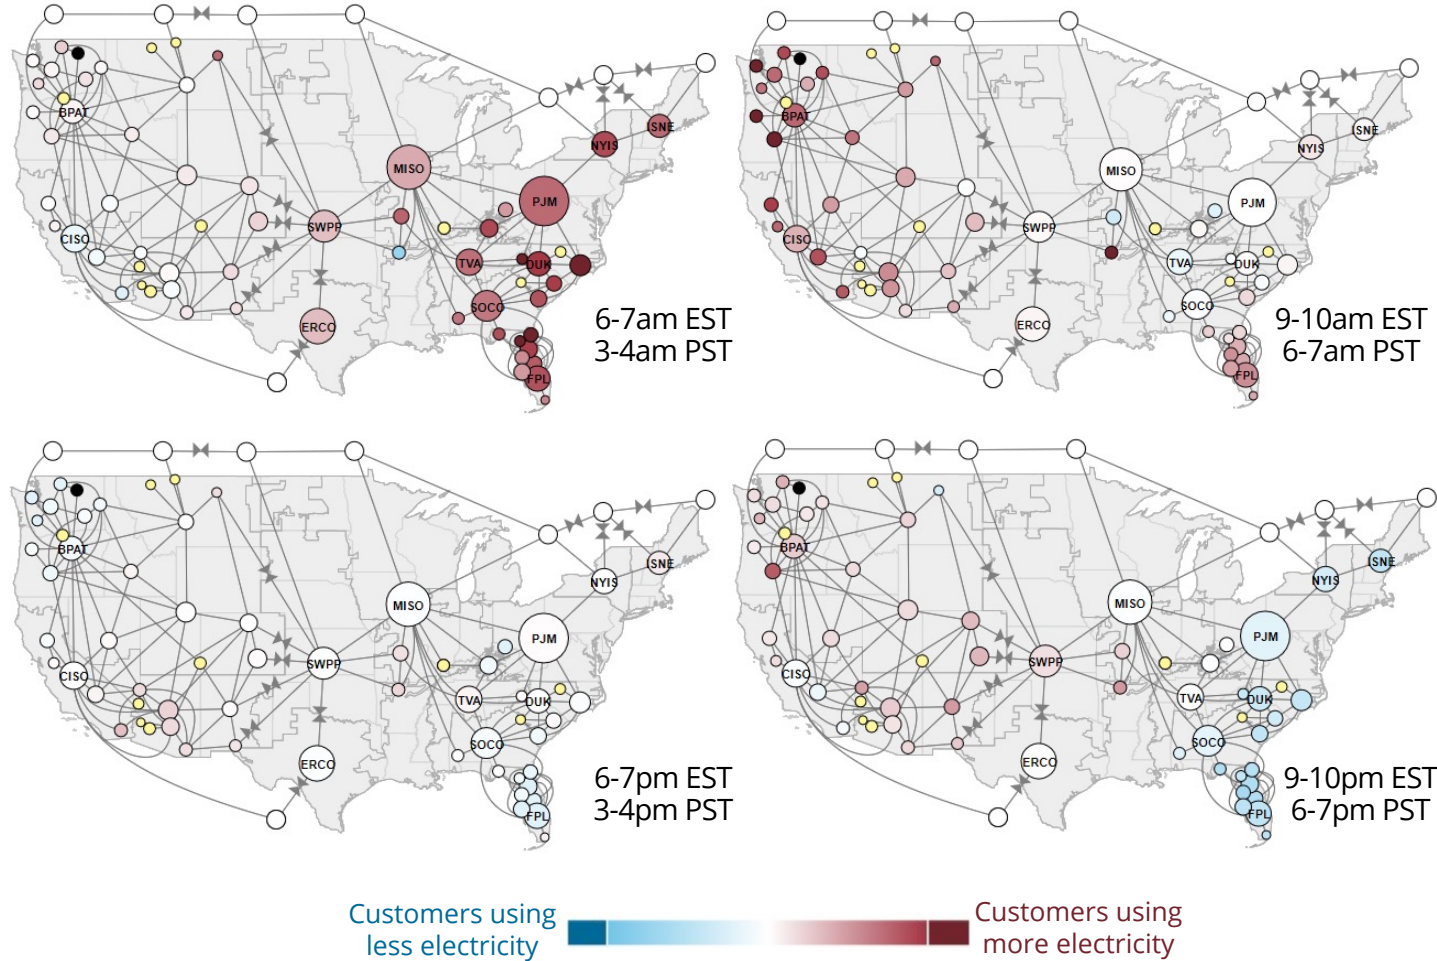 BPAT
CISO
MISO
SWPP
ERCO
TVA
SOCO
DUK
PJM
NYIS
ISNE
FPL
6-7am EST
3-4am PST
BPAT
CISO
MISO
SWPP
ERCO
TVA
SOCO
DUK
PJM
NYIS
ISNE
FPL
9-10am EST
6-7am PST
BPAT
CISO
MISO
SWPP
ERCO
TVA
SOCO
DUK
PJM
NYIS
ISNE
FPL
6-7pm EST
3-4pm PST
BPAT
CISO
MISO
SWPP
ERCO
TVA
SOCO
DUK
PJM
NYIS
ISNE
FPL
9-10pm EST
6-7pm PST
Customers using
less electricity
Customers using
more electricity